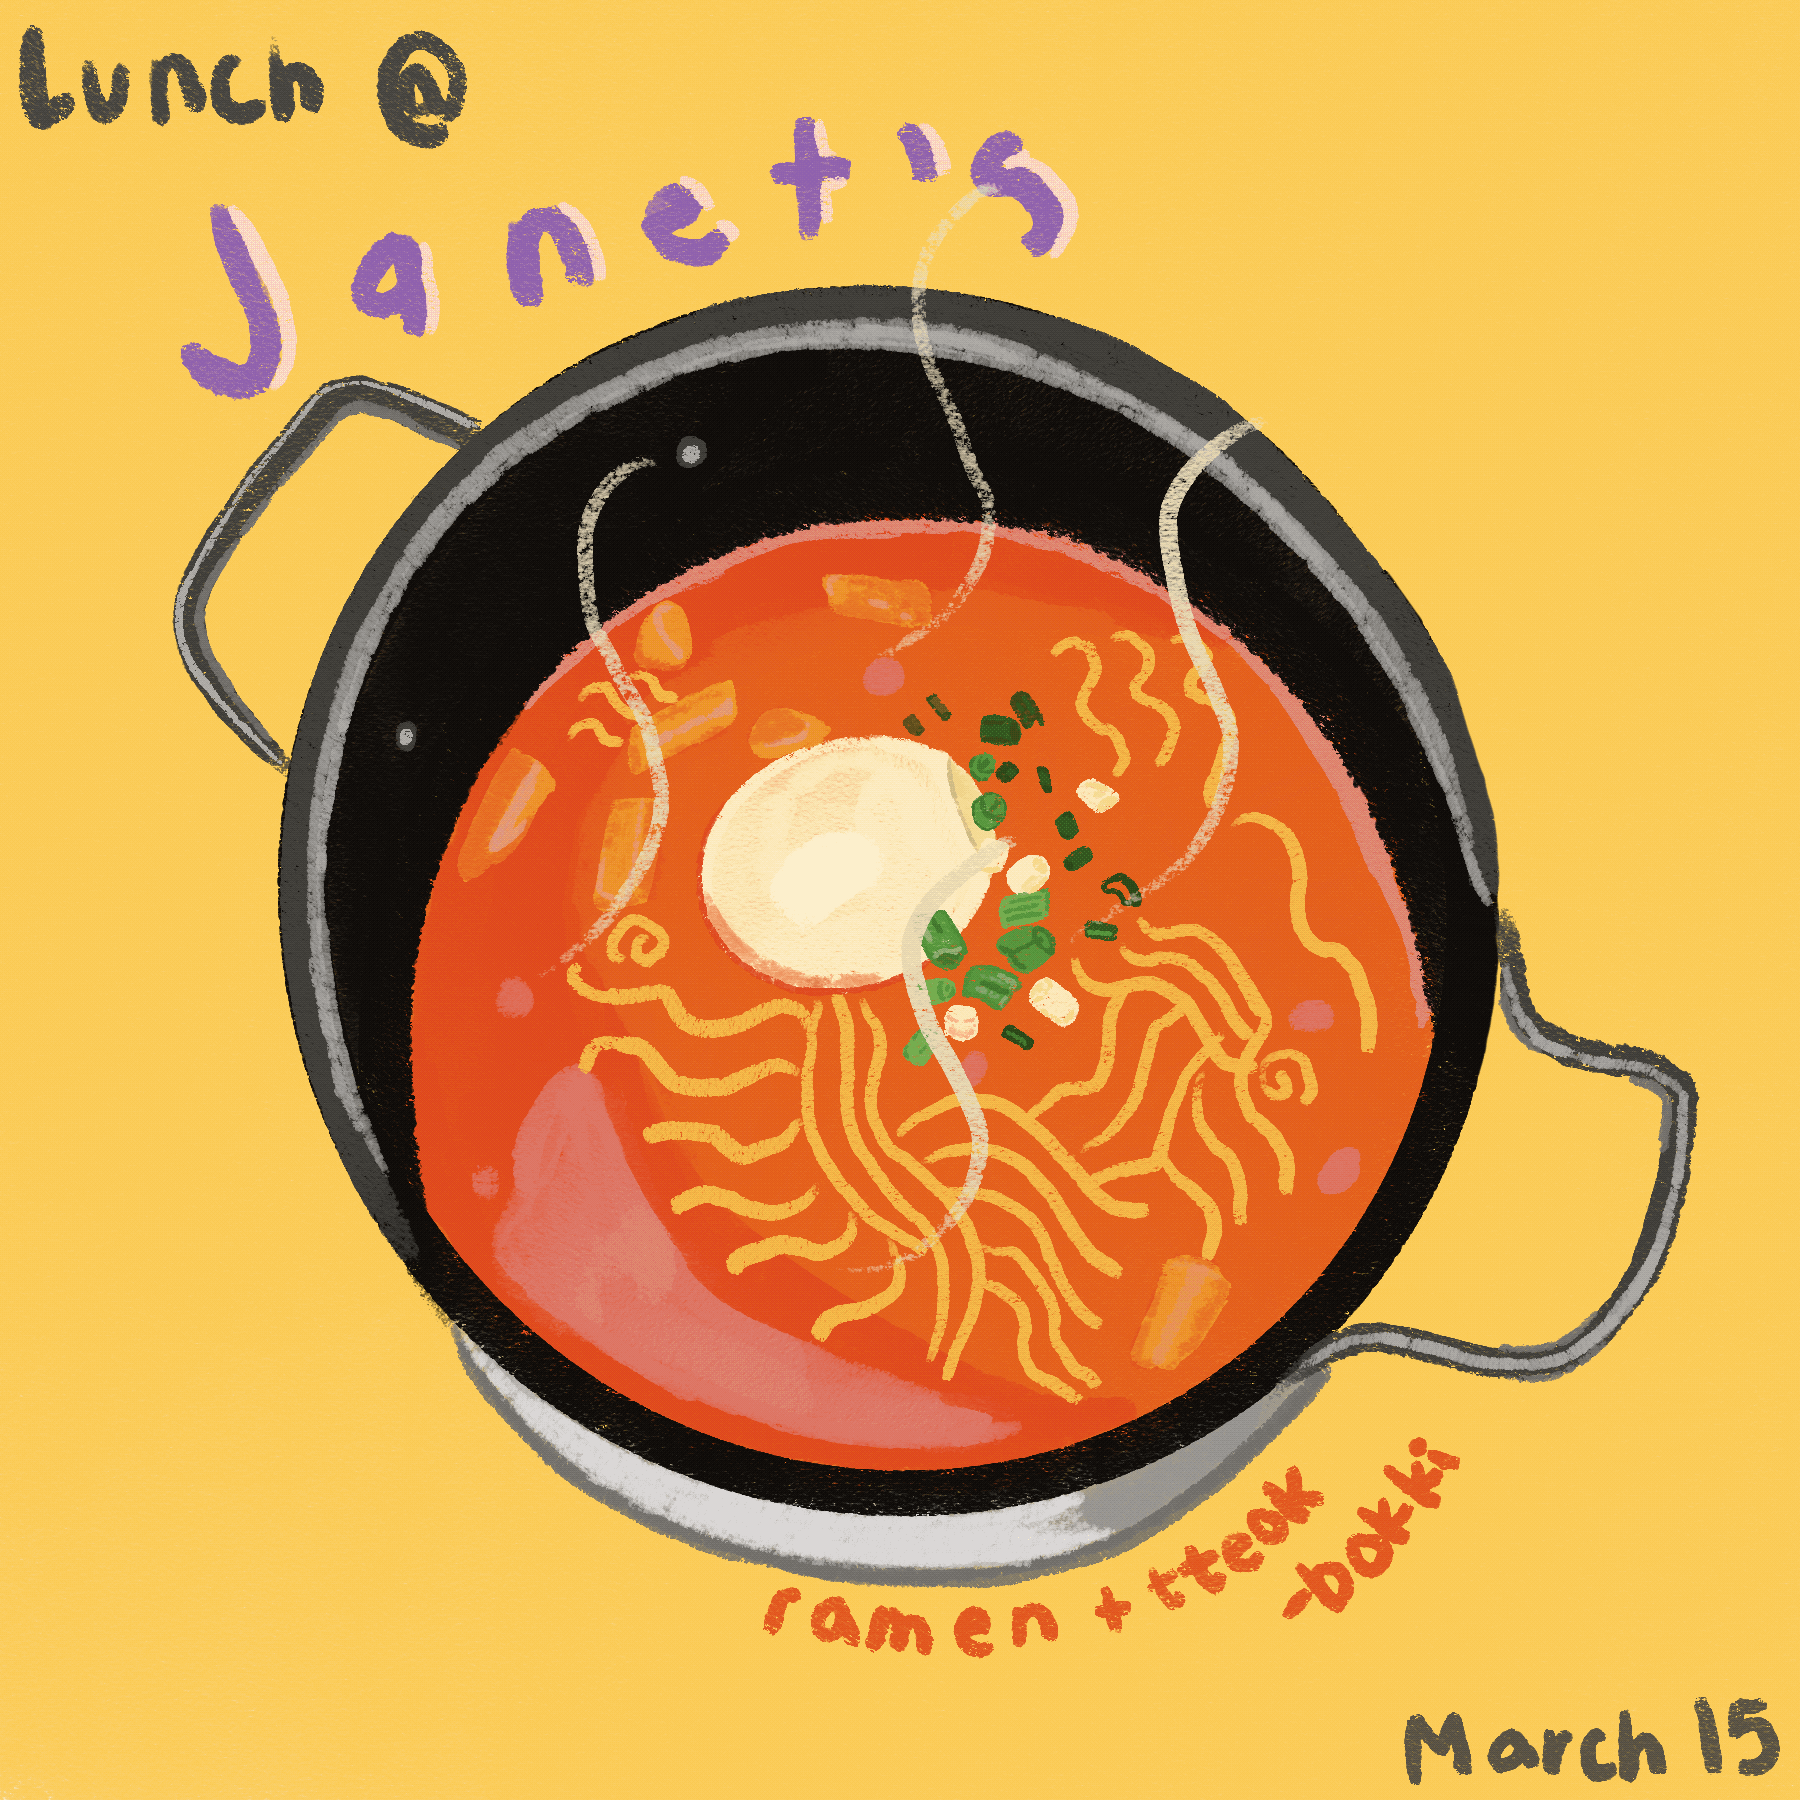 Lunch @
Janet's
ramen + tteok
-bokki
March 15